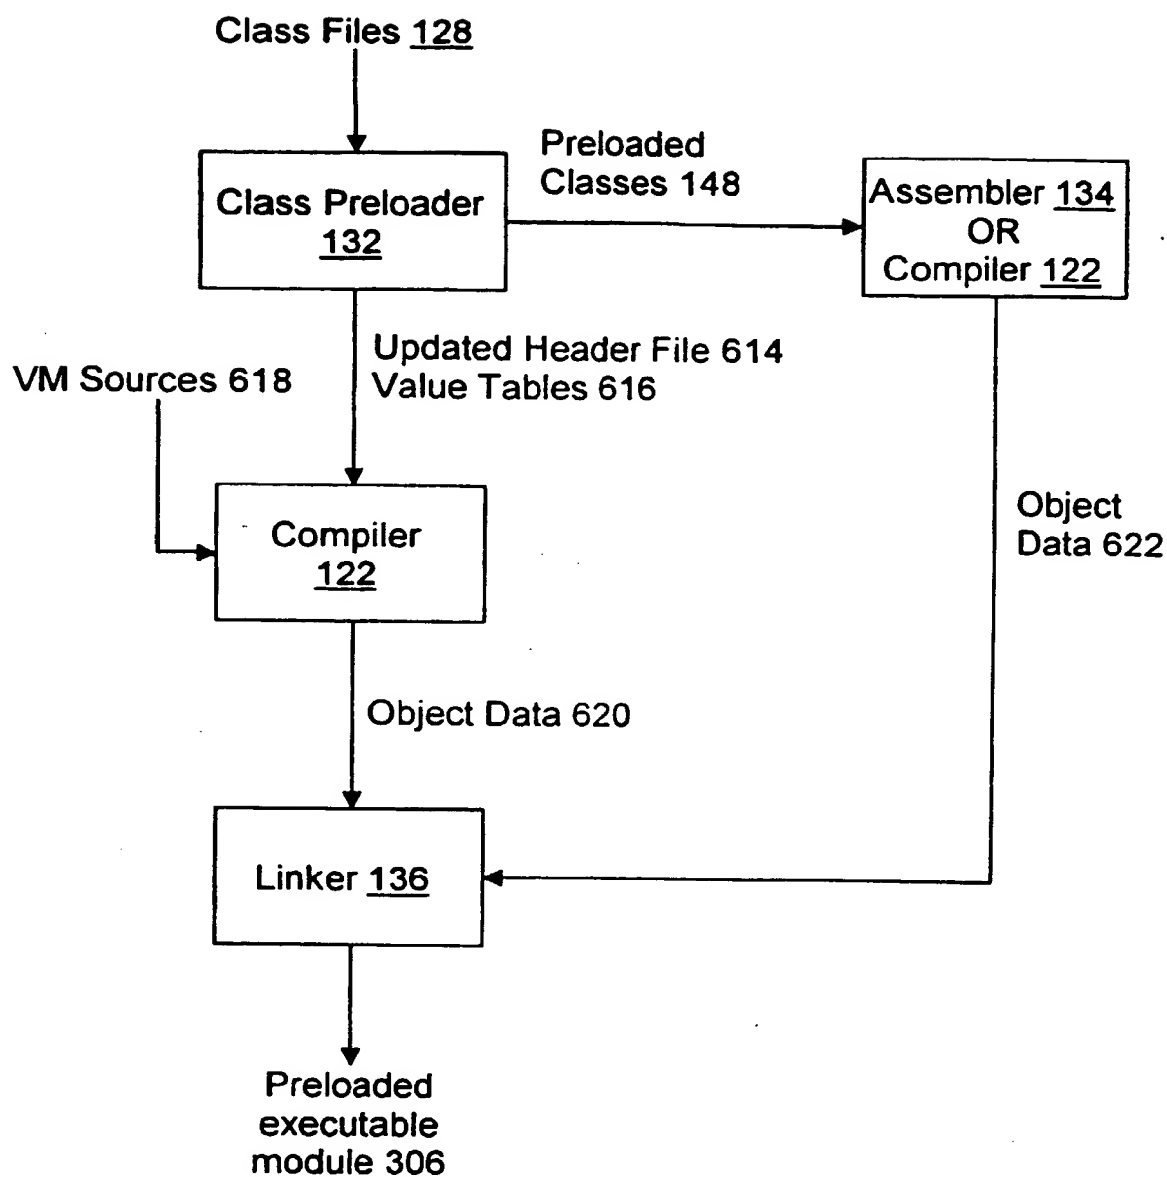 Class Files 128
Preloaded
Classes 148
Class Preloader
132
Assembler 134
OR
Compiler 122
Updated Header File 614
Value Tables 616
VM Sources 618
Compiler
122
Object
Data 622
Object Data 620
Linker 136
Preloaded
executable
module 306